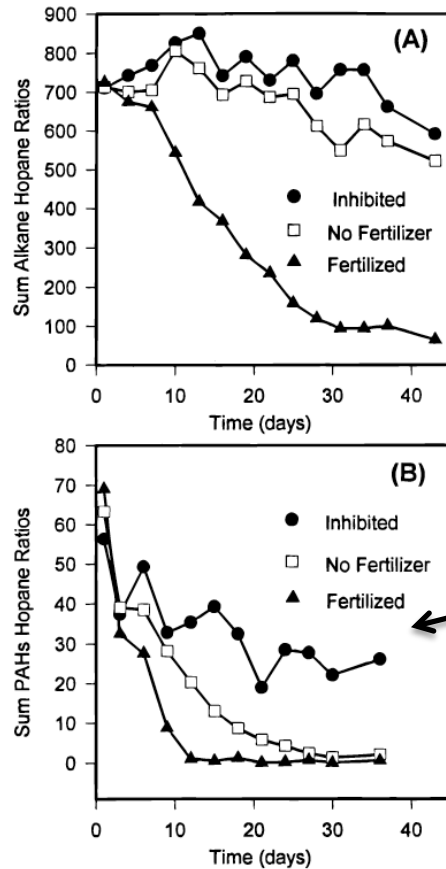 (A)
Sum Alkane Hopane Ratios
900
800
700
600
500
400
300
200
100
0
Inhibited
No Fertilizer
Fertilized
0 10 20 30 40
Time (days)
(B)
Sum PAHs Hopane Ratios
80
70
60
50
40
30
20
10
0
Inhibited
No Fertilizer
Fertilized
0 10 20 30 40
Time (days)